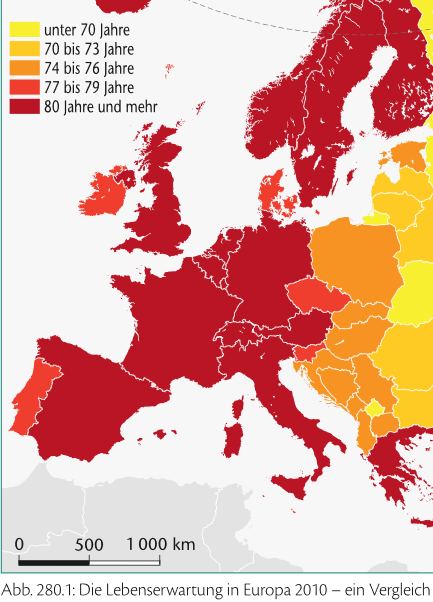 unter 70 Jahre
70 bis 73 Jahre
74 bis 76 Jahre
77 bis 79 Jahre
80 Jahre und mehr
0 500 1 000 km
Abb. 280.1: Die Lebenserwartung in Europa 2010 – ein Vergleich